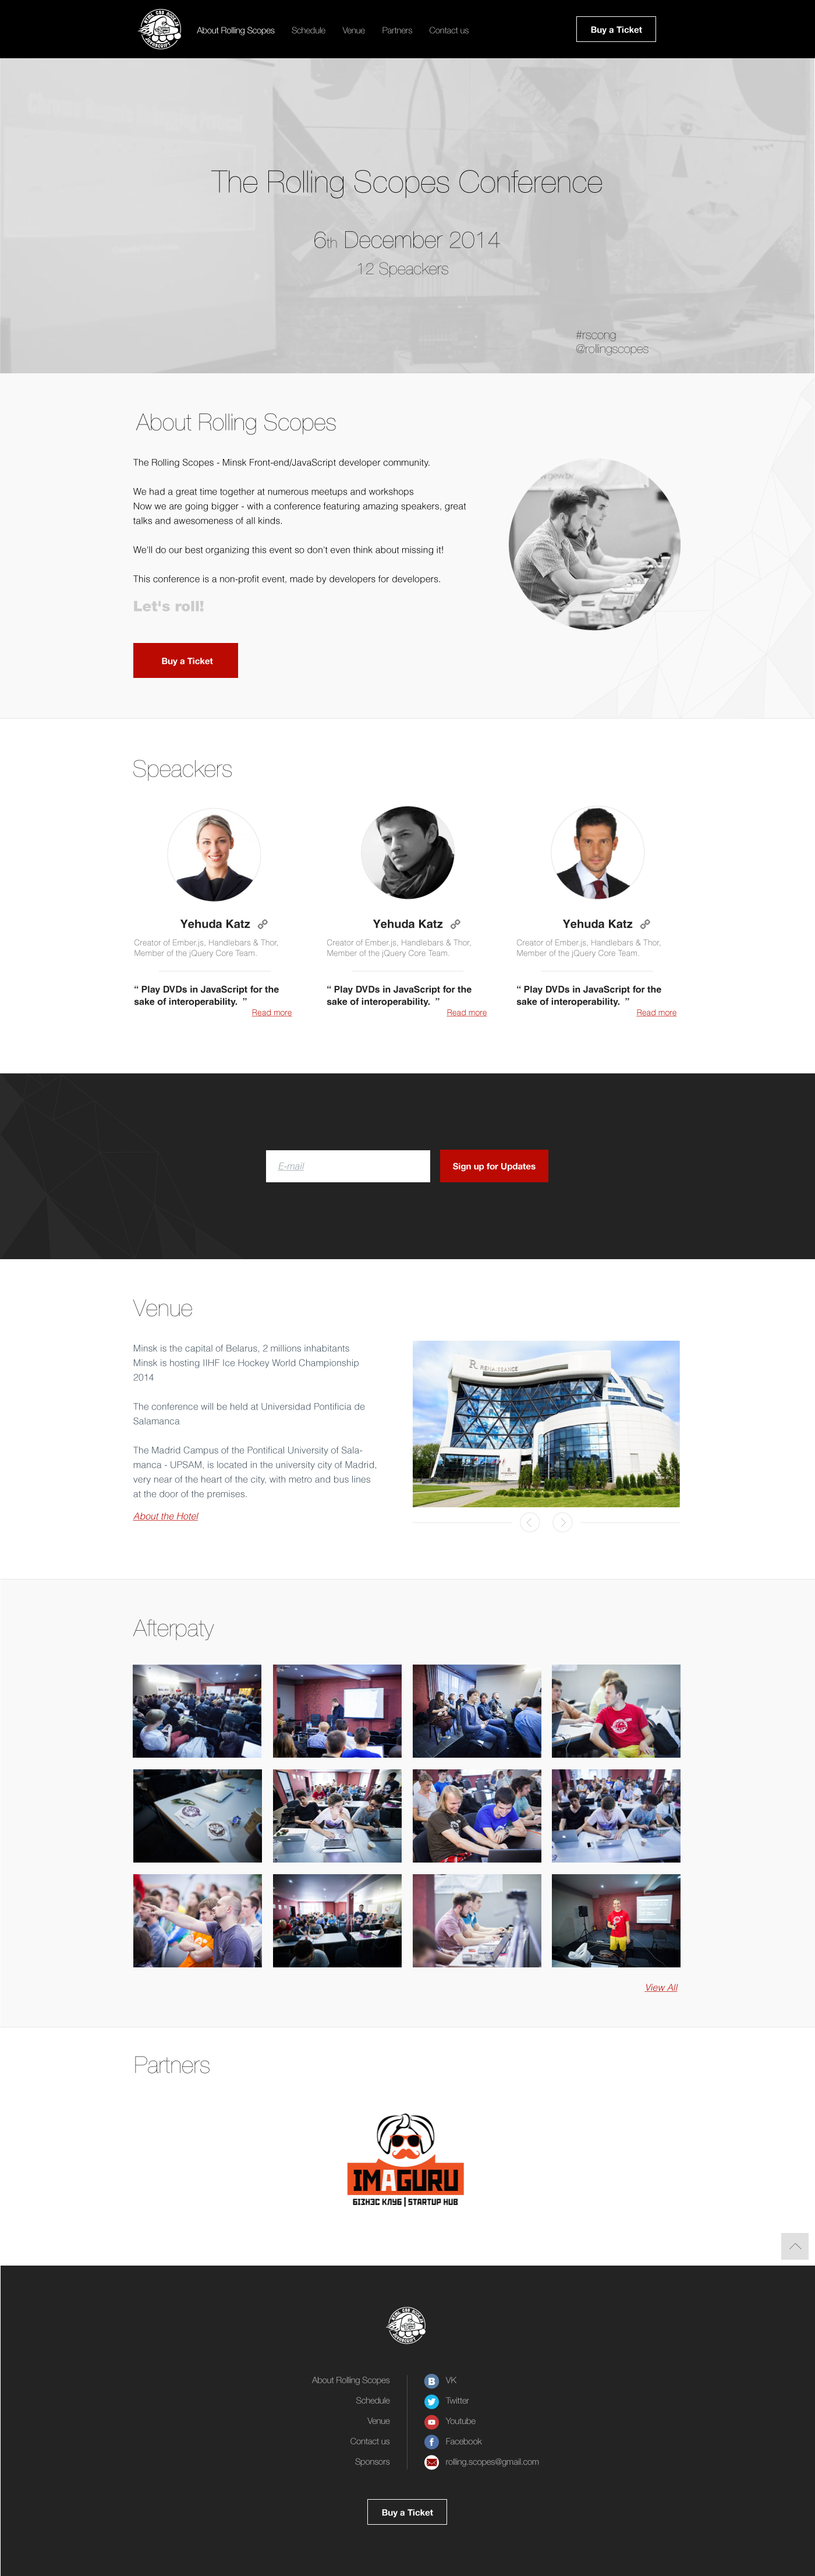 About Rolling Scopes
Schedule
Venue
Partners
Contact us
Buy a Ticket
The Rolling Scopes Conference
6th December 2014
12 Speackers
#rscong
@rollingscopes
About Rolling Scopes
The Rolling Scopes - Minsk Front-end/JavaScript developer community.
We had a great time together at numerous meetups and workshops
Now we are going bigger - with a conference featuring amazing speakers, great
talks and awesomeness of all kinds.
We'll do our best organizing this event so don't even think about missing it!
This conference is a non-profit event, made by developers for developers.
Let's roll!
Buy a Ticket
Speackers
Yehuda Katz
Creator of Ember.js, Handlebars & Thor,
Member of the jQuery Core Team.
“ Play DVDs in JavaScript for the
sake of interoperability. ”
Read more
Yehuda Katz
Creator of Ember.js, Handlebars & Thor,
Member of the jQuery Core Team.
“ Play DVDs in JavaScript for the
sake of interoperability. ”
Read more
Yehuda Katz
Creator of Ember.js, Handlebars & Thor,
Member of the jQuery Core Team.
“ Play DVDs in JavaScript for the
sake of interoperability. ”
Read more
E-mail
Sign up for Updates
Venue
Minsk is the capital of Belarus, 2 millions inhabitants
Minsk is hosting IIHF Ice Hockey World Championship
2014
The conference will be held at Universidad Pontificia de
Salamanca
The Madrid Campus of the Pontifical University of Sala-
manca - UPSAM, is located in the university city of Madrid,
very near of the heart of the city, with metro and bus lines
at the door of the premises.
About the Hotel
R RENAISSANCE
Afterpaty
View All
Partners
IMAGURU
БІЗНЭС КЛУБ | STARTUP HUB
About Rolling Scopes
Schedule
Venue
Contact us
Sponsors
VK
Twitter
Youtube
Facebook
rolling.scopes@gmail.com
Buy a Ticket